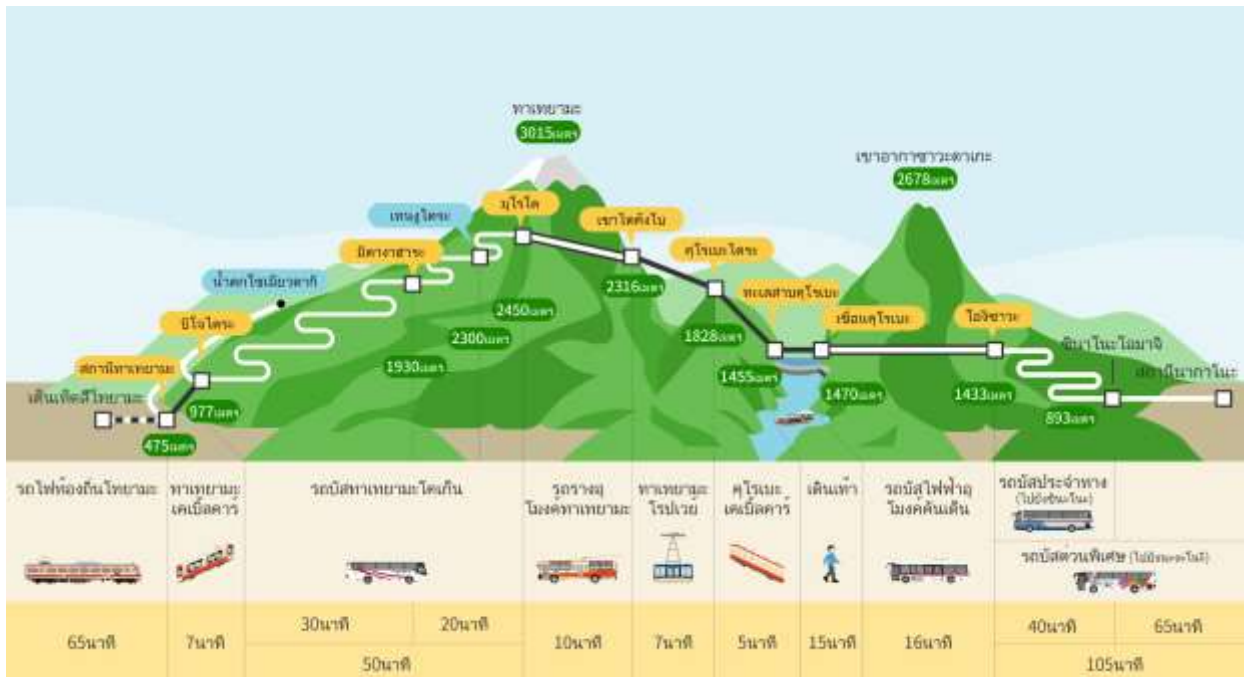 ทาเทยามะ
3015เมตร
เขาอากาซาวะดาเกะ
2678เมตร
มุโรโด
เทนงูไดระ
เขาไดคังโบ
มิดางาฮาระ
คุโรเบะไดระ
น้ำตกโชเมียวดากิ
2316เมตร
ทะเลสาบคุโรเบะ
2450เมตร
บิโจไดระ
เขื่อนคุโรเบะ
โอกิซาวะ
2300เมตร
1828เมตร
ชินาโนะโอมาจิ
สถานีทาเทยามะ
1930เมตร
1455เมตร
สถานีนากาโนะ
เด็นเท็ตสึโทยามะ
977เมตร
1470เมตร
1433เมตร
893เมตร
475เมตร
รถไฟท้องถิ่นโทยามะ
ทาเทยามะ
เคเบิ้ลคาร์
รถบัสทาเทยามะโคเก็น
รถรางอุ
โมงค์ทาเทยามะ
ทาเทยามะ
โรปเวย์
คุโรเบะ
เคเบิ้ลคาร์
เดินเท้า
รถบัสไฟฟ้าอุ
โมงค์คันเด็น
รถบัสประจำทาง
รถบัสด่วนพิเศษ
30นาที
20นาที
40นาที
65นาที
65นาที
7นาที
10นาที
7นาที
5นาที
15นาที
16นาที
50นาที
105นาที